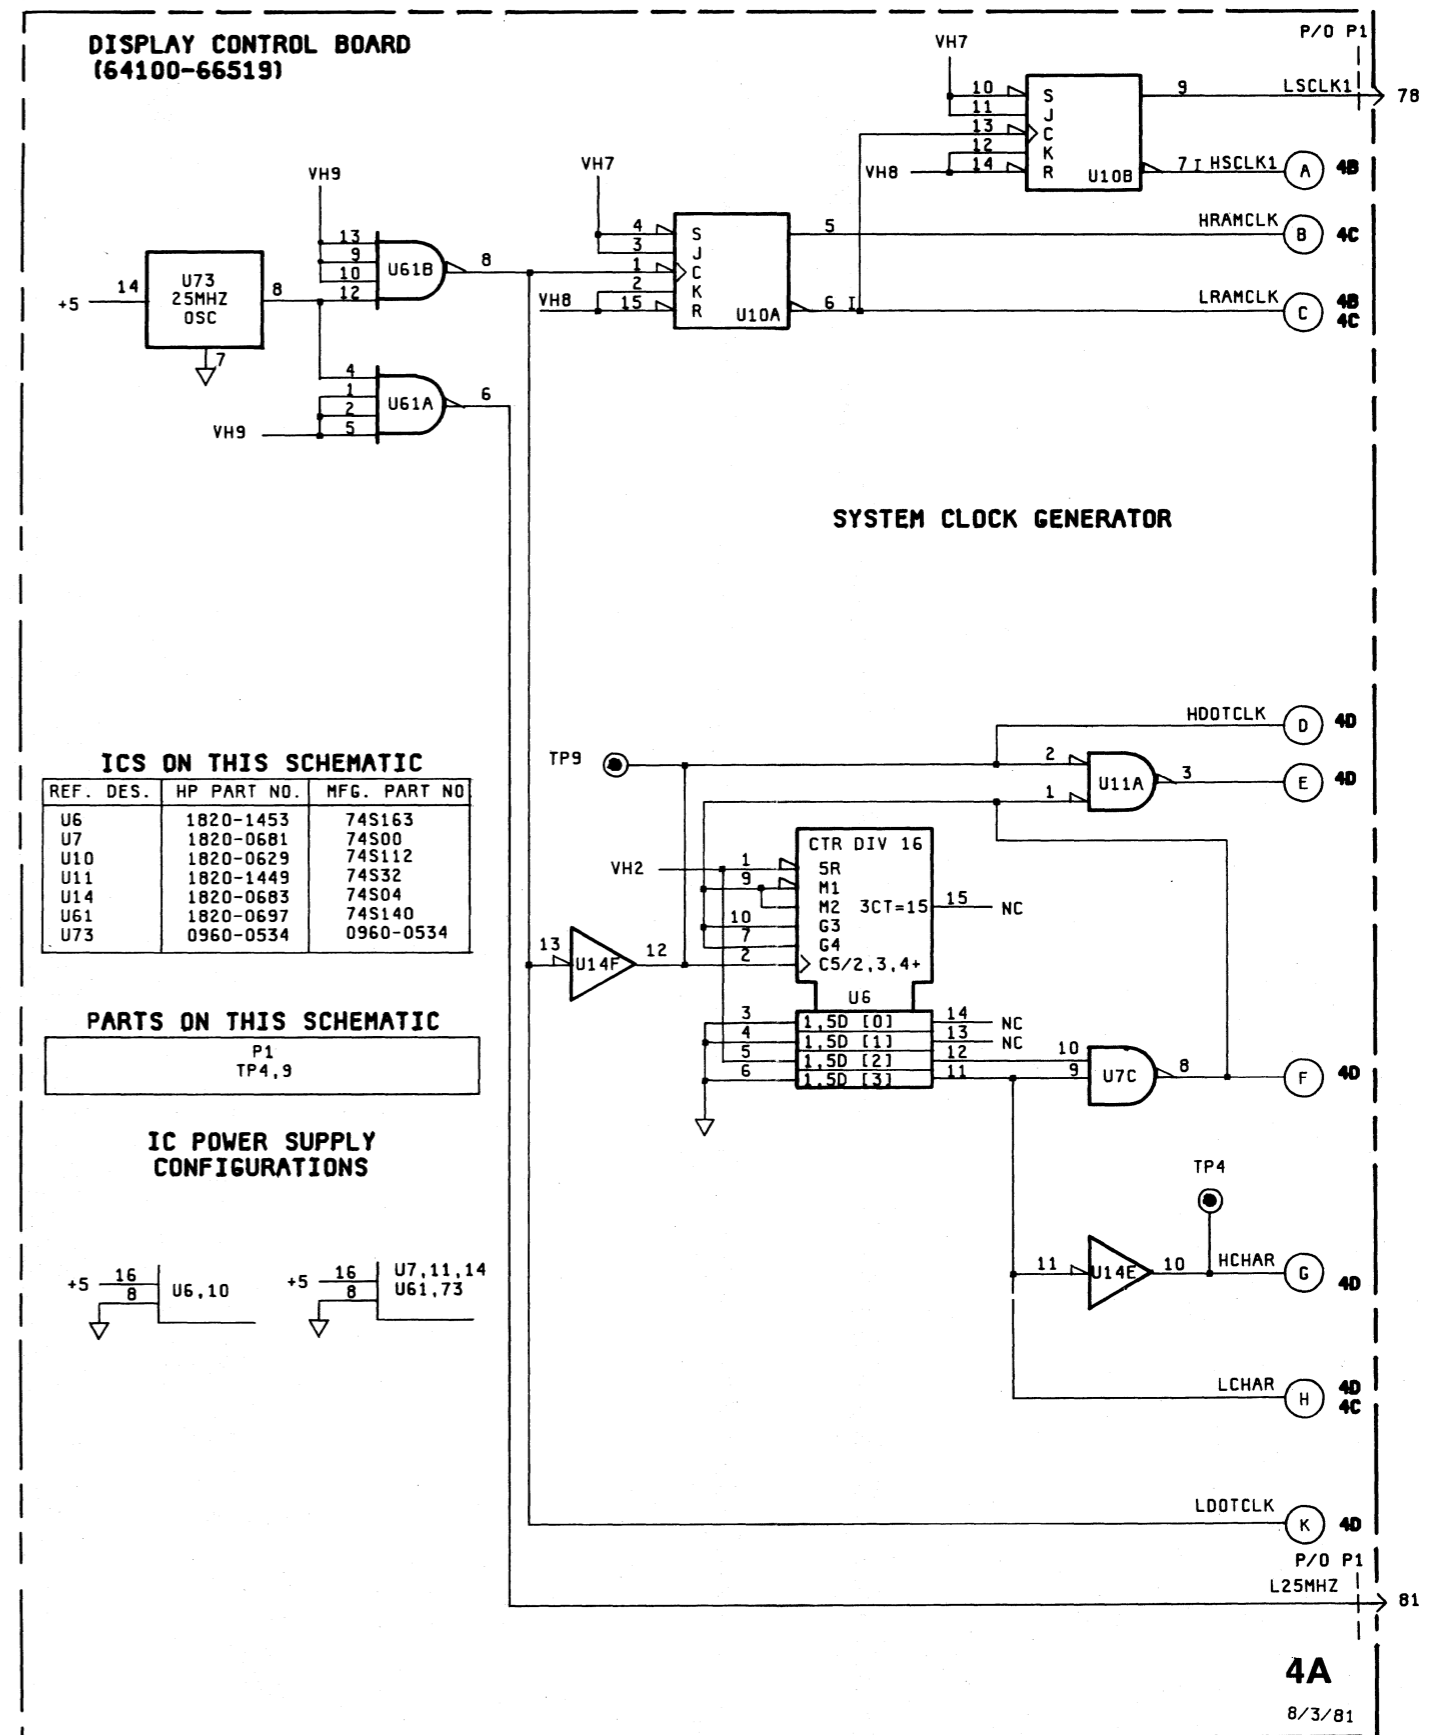 DISPLAY CONTROL BOARD
(64100-66519)
P/O P1
VH7
10
11
13
12
14
S
J
C
K
R
U10B
9
LSCLK1
78
7 I HSCLK1
A
4B
VH8
VH9
13
9
10
12
U61B
8
VH7
4
3
1
2
15
S
J
C
K
R
U10A
5
HRAMCLK
B
4C
VH8
6 I
LRAMCLK
C
4B
4C
+5
14
U73
25MHZ
OSC
8
7
4
1
2
5
U61A
6
VH9
SYSTEM CLOCK GENERATOR
HDOTCLK
D
4D
TP9
2
1
U11A
3
E
4D
ICS ON THIS SCHEMATIC
REF. DES. HP PART NO. MFG. PART NO
U6 1820-1453 74S163
U7 1820-0681 74S00
U10 1820-0629 74S112
U11 1820-1449 74S32
U14 1820-0683 74S04
U61 1820-0697 74S140
U73 0960-0534 0960-0534
CTR DIV 16
VH2
1
5R
9
M1
M2 3CT=15
15
NC
10
G3
7
G4
2
C5/2,3,4+
13
U14F
12
U6
3
1,5D [0]
14
NC
4
1,5D [1]
13
NC
5
1,5D [2]
12
10
6
1,5D [3]
11
9
U7C
8
F
4D
PARTS ON THIS SCHEMATIC
P1
TP4,9
IC POWER SUPPLY
CONFIGURATIONS
+5
16
8
U6,10
+5
16
8
U7,11,14
U61,73
TP4
11
U14E
10
HCHAR
G
4D
LCHAR
H
4D
4C
LDOTCLK
K
4D
P/O P1
L25MHZ
81
4A
8/3/81